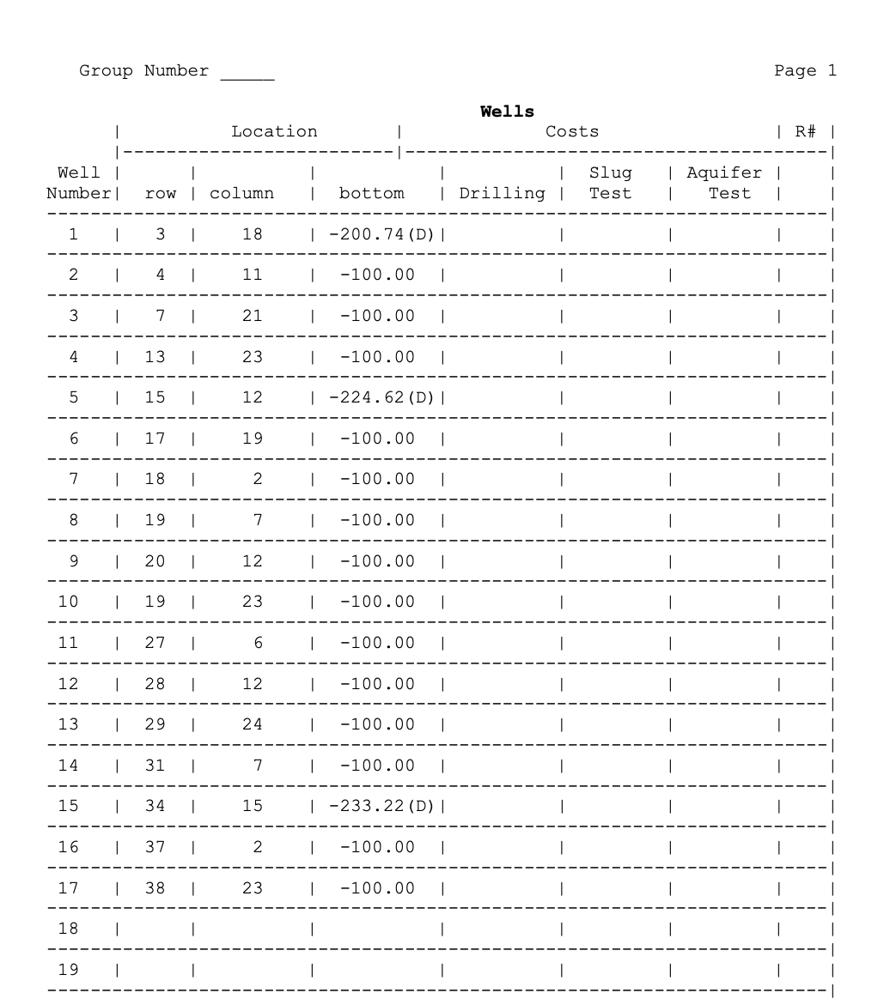 Group Number _____ Page 1
Wells
| Location | Costs | R# |
|-------------------------|---------------------------------------|
Well | | | | | Slug | Aquifer | |
Number| row | column | bottom | Drilling | Test | Test | |
------------------------------------------------------------------------|
1 | 3 | 18 | -200.74(D)| | | | |
------------------------------------------------------------------------|
2 | 4 | 11 | -100.00 | | | | |
------------------------------------------------------------------------|
3 | 7 | 21 | -100.00 | | | | |
------------------------------------------------------------------------|
4 | 13 | 23 | -100.00 | | | | |
------------------------------------------------------------------------|
5 | 15 | 12 | -224.62(D)| | | | |
------------------------------------------------------------------------|
6 | 17 | 19 | -100.00 | | | | |
------------------------------------------------------------------------|
7 | 18 | 2 | -100.00 | | | | |
------------------------------------------------------------------------|
8 | 19 | 7 | -100.00 | | | | |
------------------------------------------------------------------------|
9 | 20 | 12 | -100.00 | | | | |
------------------------------------------------------------------------|
10 | 19 | 23 | -100.00 | | | | |
------------------------------------------------------------------------|
11 | 27 | 6 | -100.00 | | | | |
------------------------------------------------------------------------|
12 | 28 | 12 | -100.00 | | | | |
------------------------------------------------------------------------|
13 | 29 | 24 | -100.00 | | | | |
------------------------------------------------------------------------|
14 | 31 | 7 | -100.00 | | | | |
------------------------------------------------------------------------|
15 | 34 | 15 | -233.22(D)| | | | |
------------------------------------------------------------------------|
16 | 37 | 2 | -100.00 | | | | |
------------------------------------------------------------------------|
17 | 38 | 23 | -100.00 | | | | |
------------------------------------------------------------------------|
18 | | | | | | | |
------------------------------------------------------------------------|
19 | | | | | | | |
------------------------------------------------------------------------|